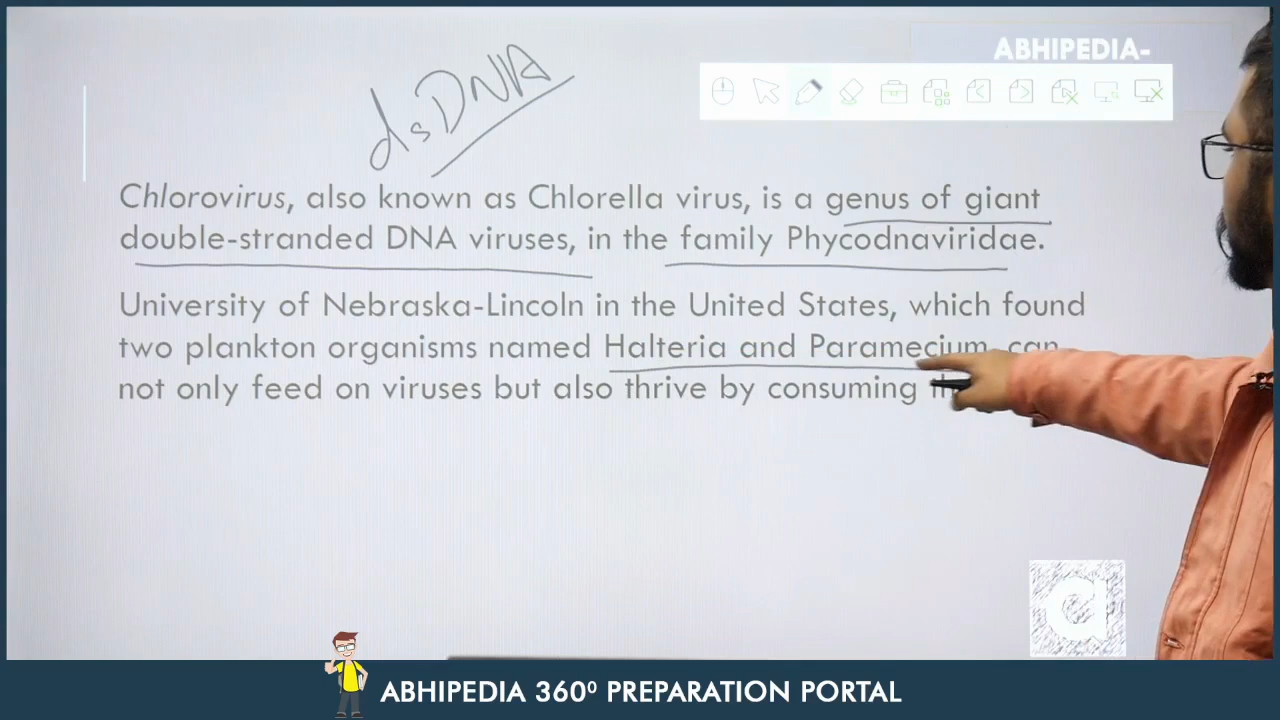 ABHIPEDIA-
dsDNA
Chlorovirus, also known as Chlorella virus, is a genus of giant
double-stranded DNA viruses, in the family Phycodnaviridae.
University of Nebraska-Lincoln in the United States, which found
two plankton organisms named Halteria and Paramecium, can
not only feed on viruses but also thrive by consuming
a
ABHIPEDIA 360⁰ PREPARATION PORTAL